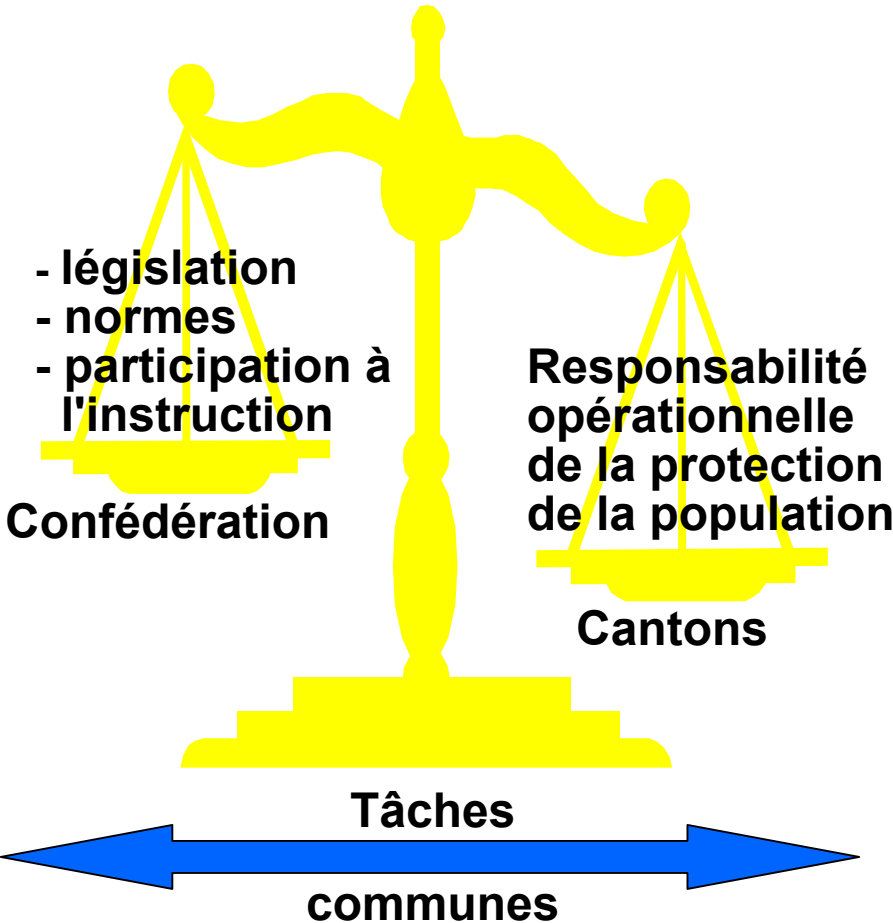 - législation
- normes
- participation à
l'instruction
Confédération
Responsabilité
opérationnelle
de la protection
de la population
Cantons
Tâches
communes